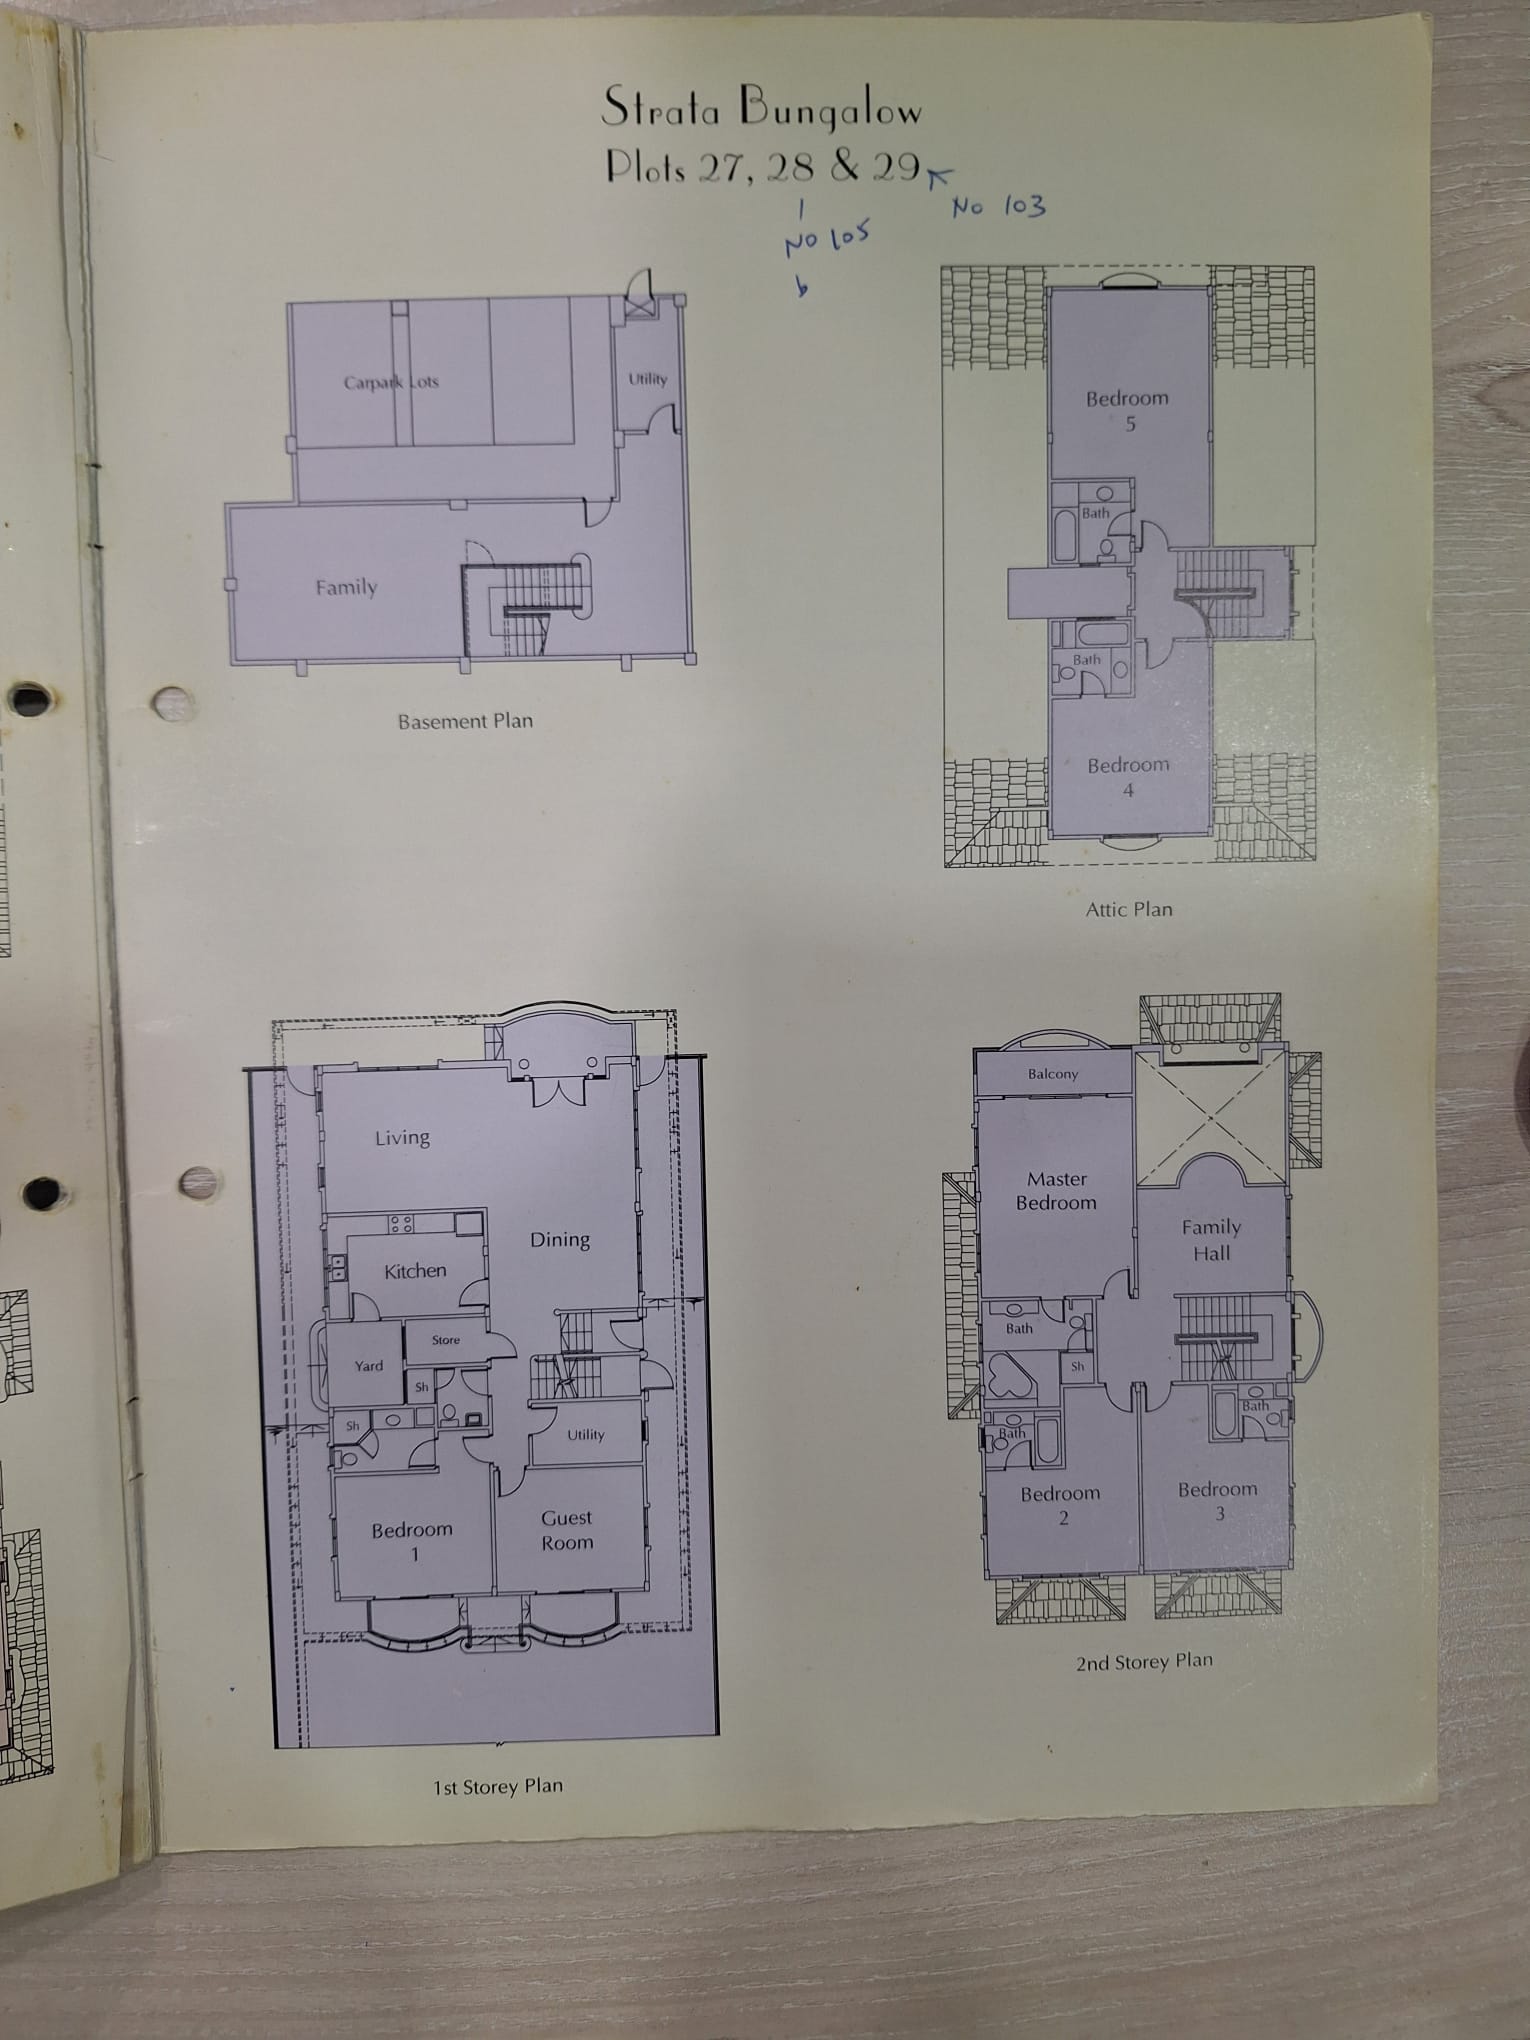 Strata Bungalow
Plots 27, 28 & 29
No 103
No 105
b
Carpark Lots
Utility
Family
Basement Plan
Bedroom
5
Bath
Bath
Bedroom
4
Attic Plan
Living
Dining
Kitchen
Store
Yard
Sh
Sh
Utility
Bedroom
1
Guest
Room
1st Storey Plan
Balcony
Master
Bedroom
Family
Hall
Bath
Sh
Bath
Bath
Bedroom
2
Bedroom
3
2nd Storey Plan